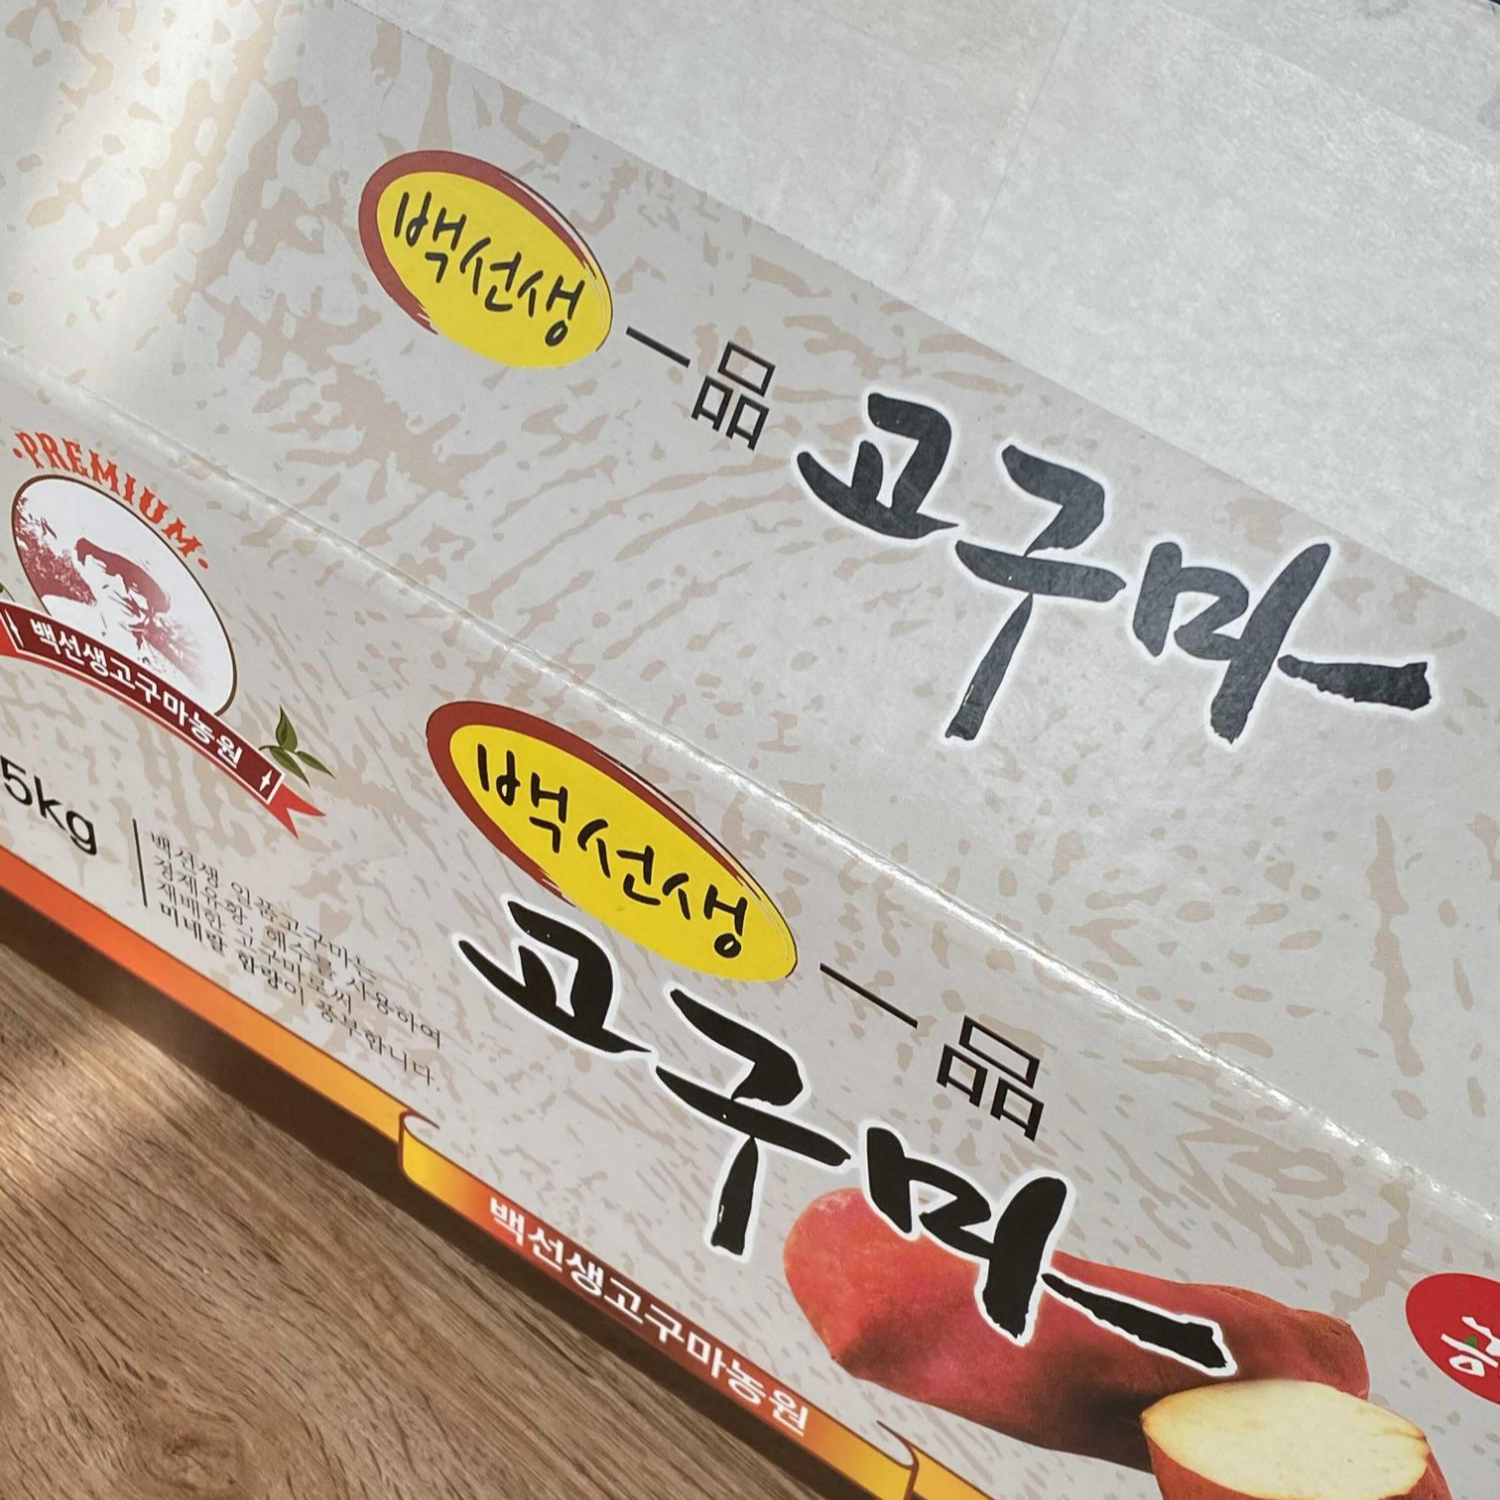 백선생
一品
고구마
PREMIUM
백선생고구마농원
5kg
백선생 일품고구마는
경제유황, 해수를 사용하여
재배한 고구마로써
미네랄 함량이 풍부합니다.
백선생
一品
고구마
백선생고구마농원